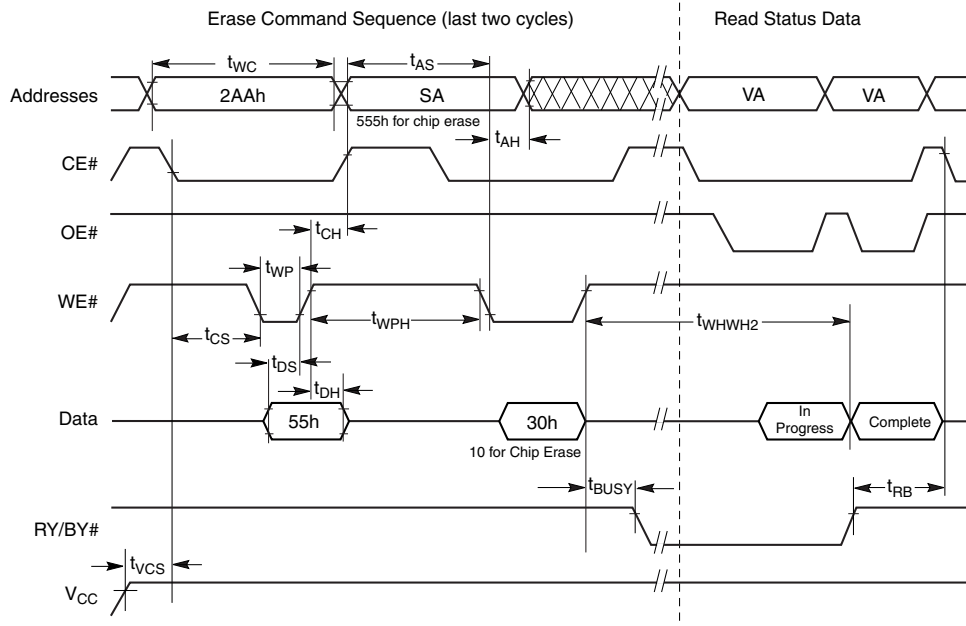 Erase Command Sequence (last two cycles)
Read Status Data
tWC
tAS
Addresses
2AAh
SA
VA
VA
555h for chip erase
tAH
CE#
OE#
tCH
tWP
WE#
tWPH
tWHWH2
tCS
tDS
tDH
Data
55h
30h
In
Progress
Complete
10 for Chip Erase
tBUSY
tRB
RY/BY#
tVCS
VCC